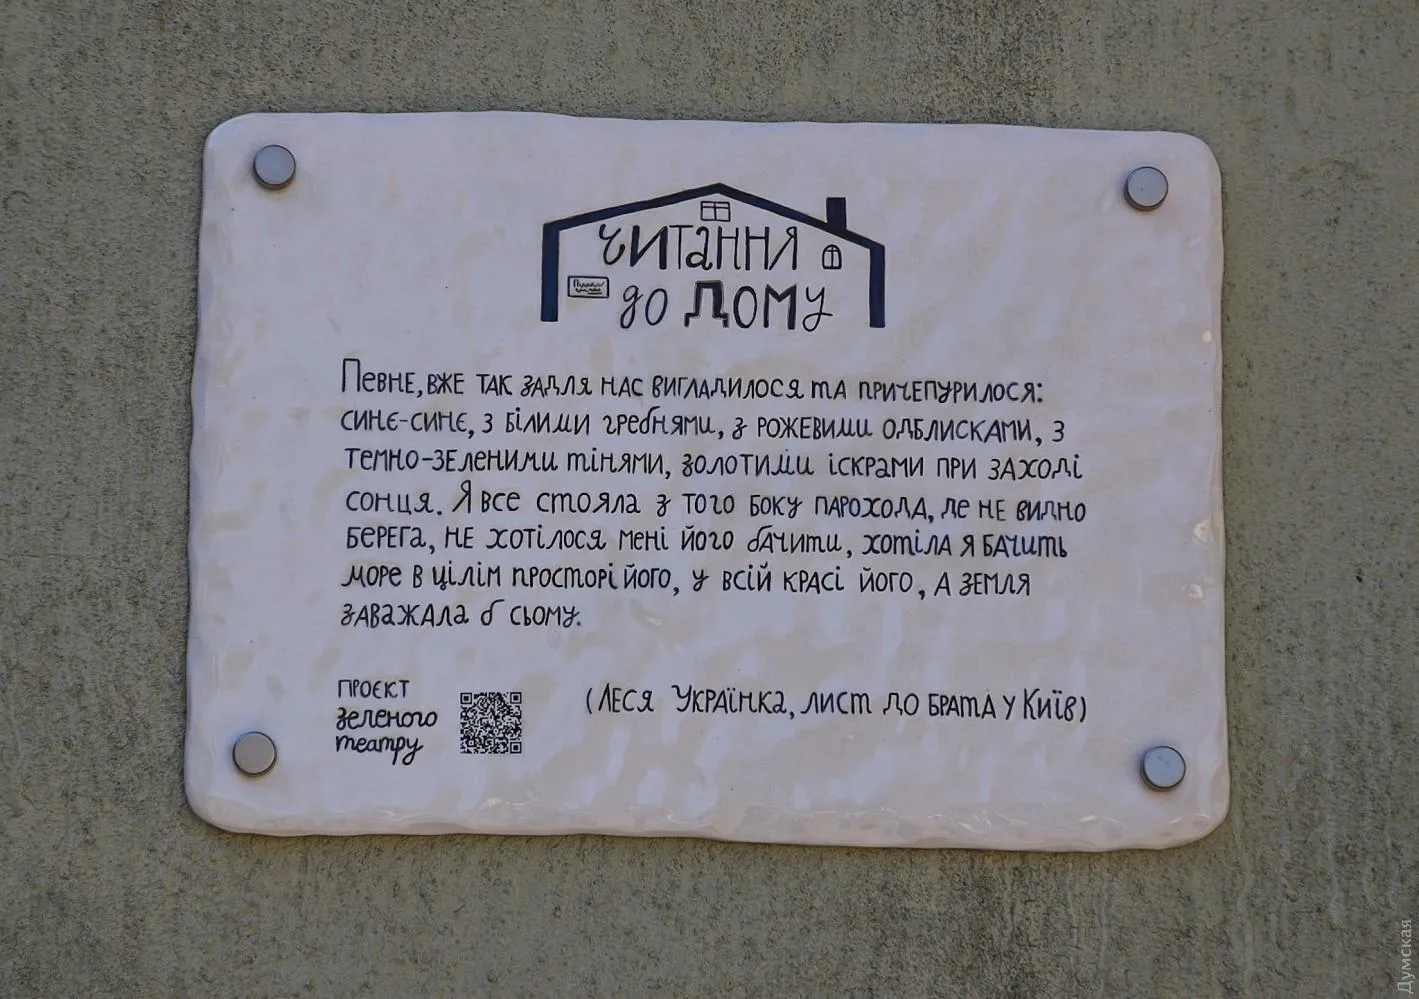 читання
до дому
Певне, вже так задля нас вигладилося та причепурилося:
синє-синє, з білими гребнями, з рожевими одблисками, з
темно-зеленими тінями, золотими іскрами при заході
сонця. Я все стояла з того боку парохода, де не видно
берега, не хотілося мені його бачити, хотіла я бачить
море в цілім просторі його, у всій красі його, а земля
заважала б сьому.
проєкт
зеленого
театру
(Леся Українка, лист до брата у Київ)
Думская